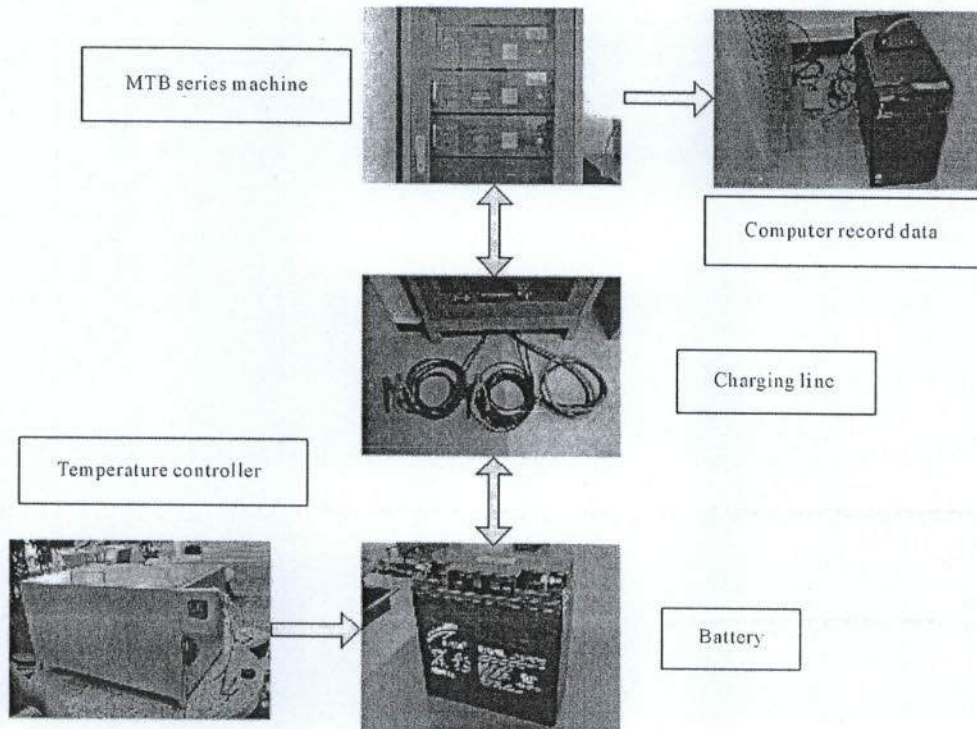 MTB series machine
Computer record data
Charging line
Temperature controller
Battery